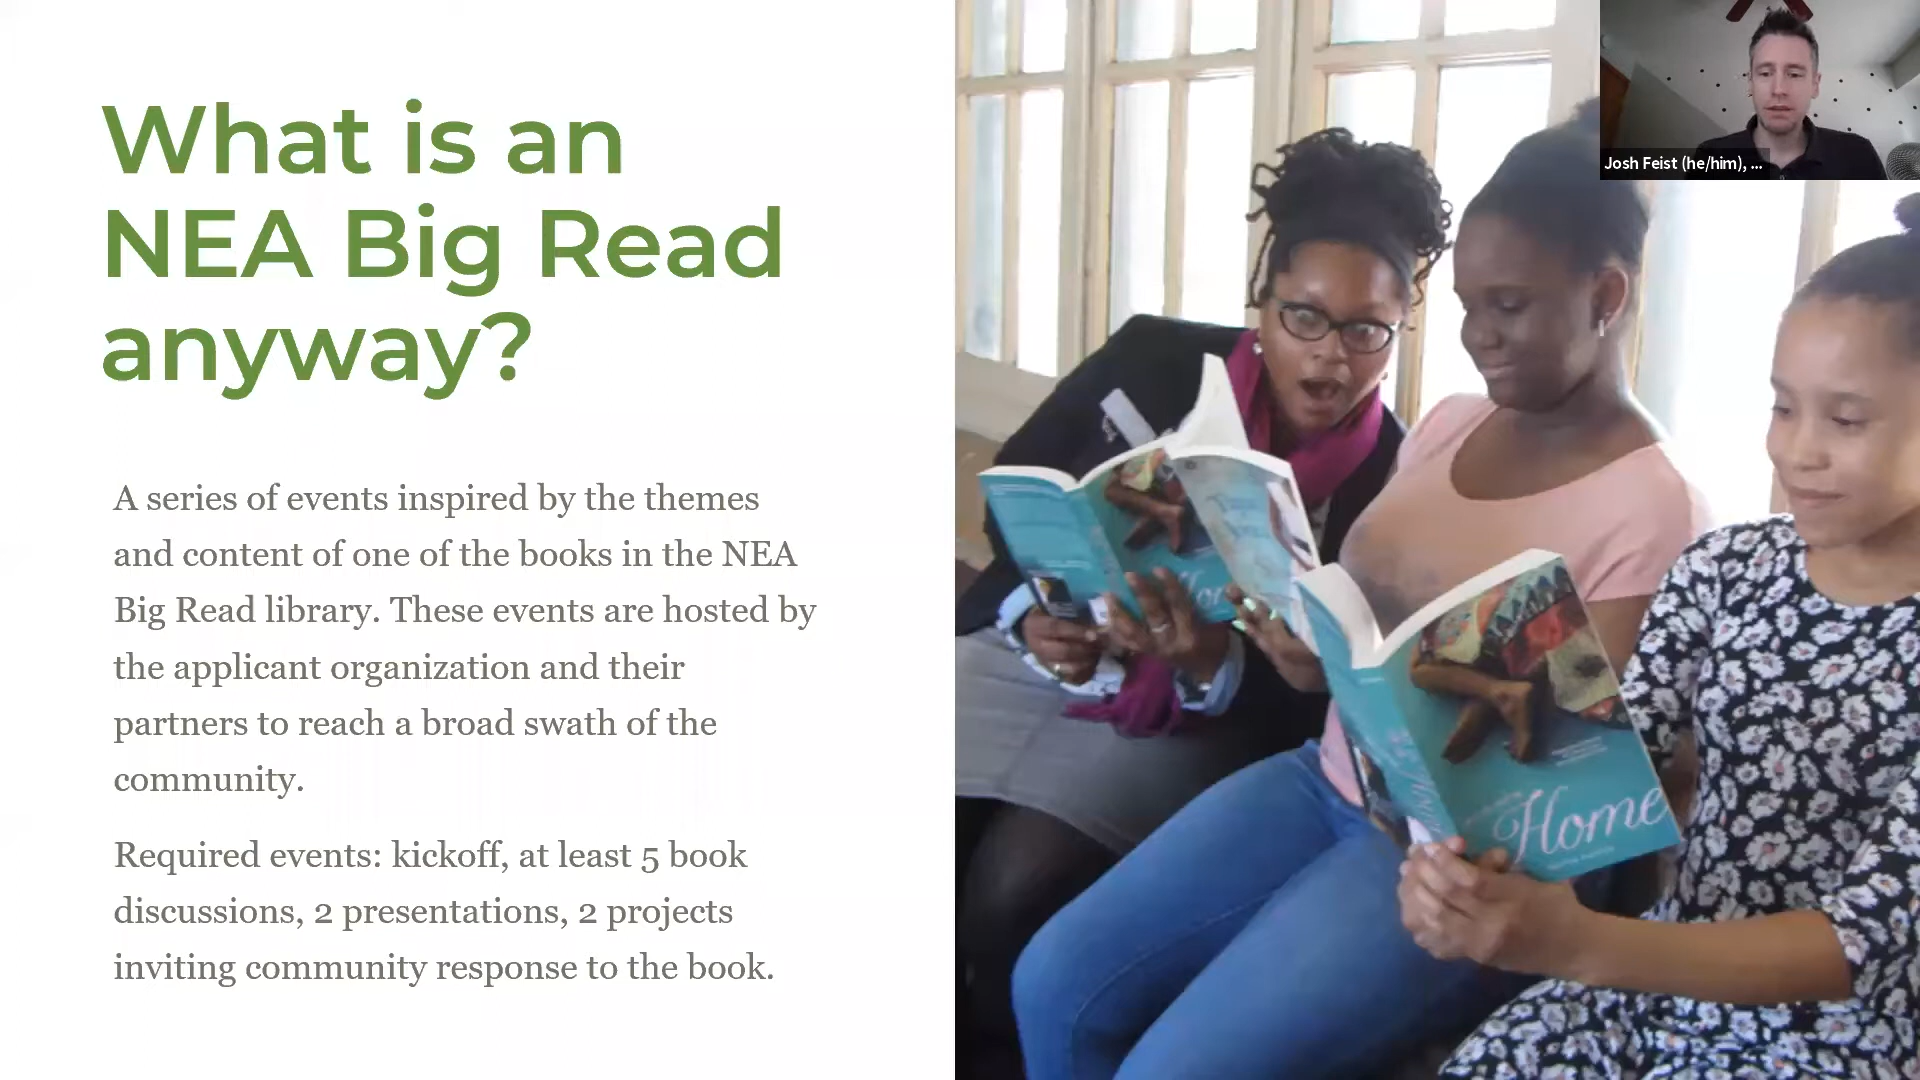 What is an
NEA Big Read
anyway?
A series of events inspired by the themes
and content of one of the books in the NEA
Big Read library. These events are hosted by
the applicant organization and their
partners to reach a broad swath of the
community.
Required events: kickoff, at least 5 book
discussions, 2 presentations, 2 projects
inviting community response to the book.
Josh Feist (he/him), ...
Home